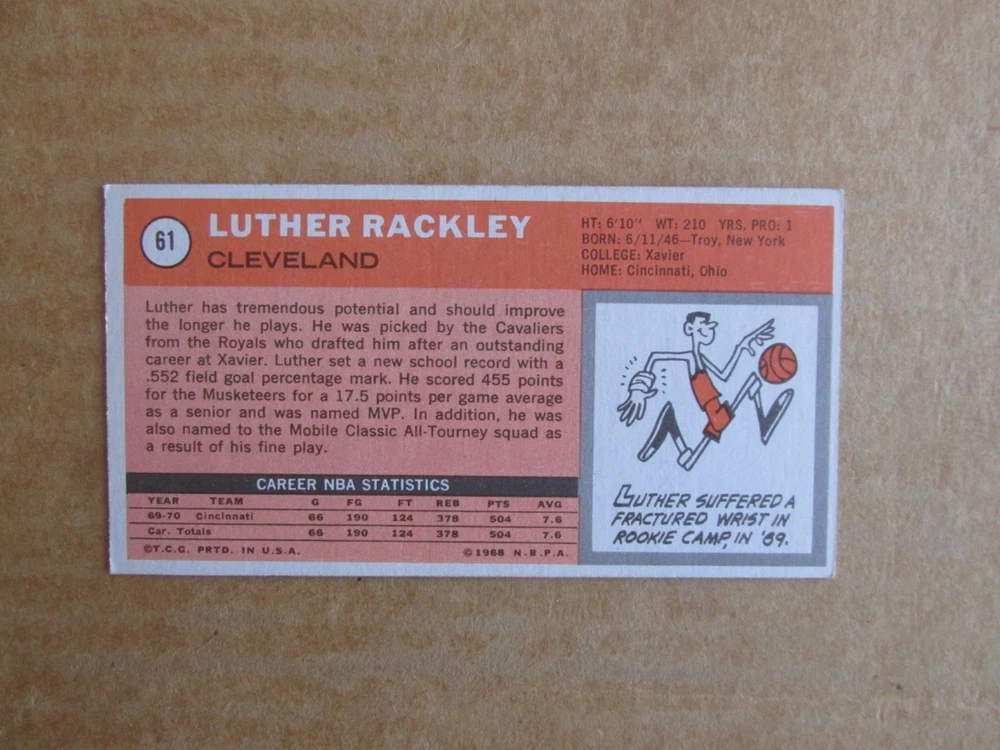 61
LUTHER RACKLEY
CLEVELAND
HT: 6'10" WT: 210 YRS. PRO: 1
BORN: 6/11/46—Troy, New York
COLLEGE: Xavier
HOME: Cincinnati, Ohio
Luther has tremendous potential and should improve
the longer he plays. He was picked by the Cavaliers
from the Royals who drafted him after an outstanding
career at Xavier. Luther set a new school record with a
.552 field goal percentage mark. He scored 455 points
for the Musketeers for a 17.5 points per game average
as a senior and was named MVP. In addition, he was
also named to the Mobile Classic All-Tourney squad as
a result of his fine play.
CAREER NBA STATISTICS
YEAR TEAM G FG FT REB PTS AVG
69-70 Cincinnati 66 190 124 378 504 7.6
Car. Totals 66 190 124 378 504 7.6
©T.C.G. PRTD. IN U.S.A. ©1968 N.B.P.A.
LUTHER SUFFERED A
FRACTURED WRIST IN
ROOKIE CAMP, IN '69.